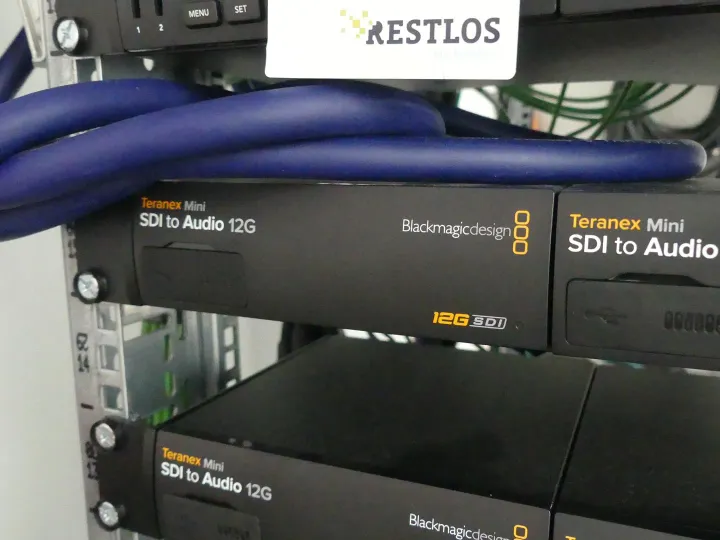 1 2 MENU SET
RESTLOS
Teranex Mini
SDI to Audio 12G
Blackmagicdesign
12G SDI
Teranex Mini
SDI to Audio
14
Teranex Mini
SDI to Audio 12G
Blackmagicdesign